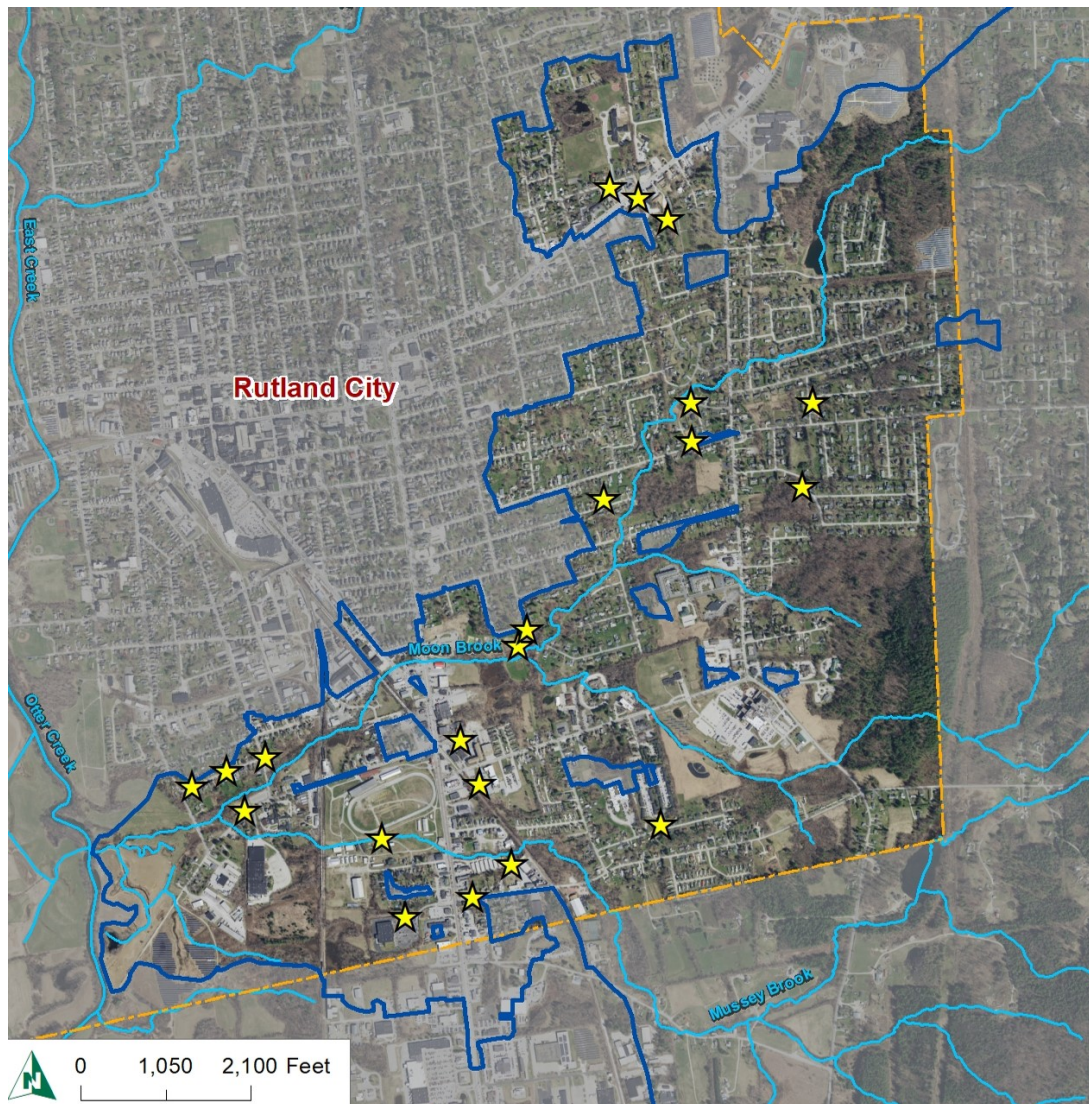 East Creek
Rutland City
Moon Brook
Otter Creek
Mussey Brook
N
0 1,050 2,100 Feet